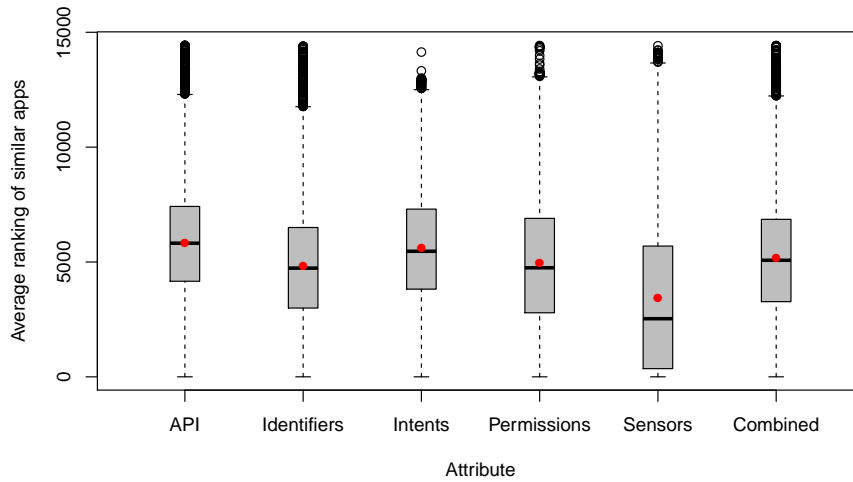 Average ranking of similar apps
15000
10000
5000
0
API Identifiers Intents Permissions Sensors Combined
Attribute